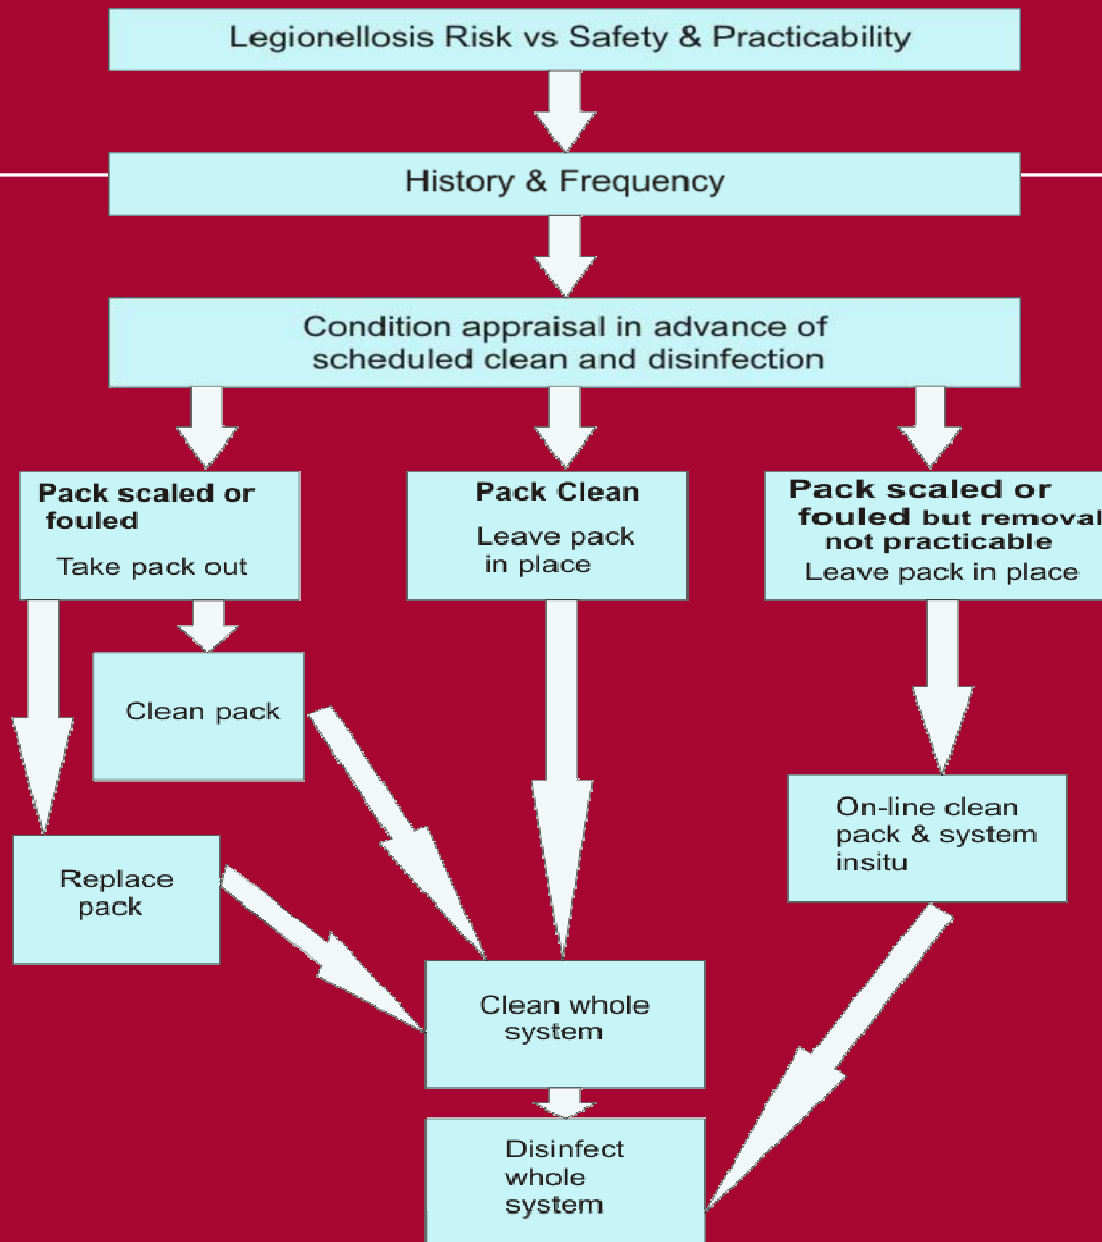 Legionellosis Risk vs Safety & Practicability
History & Frequency
Condition appraisal in advance of
scheduled clean and disinfection
Pack scaled or
fouled
Take pack out
Pack Clean
Leave pack
in place
Pack scaled or
fouled but removal
not practicable
Leave pack in place
Clean pack
Replace
pack
On-line clean
pack & system
insitu
Clean whole
system
Disinfect
whole
system